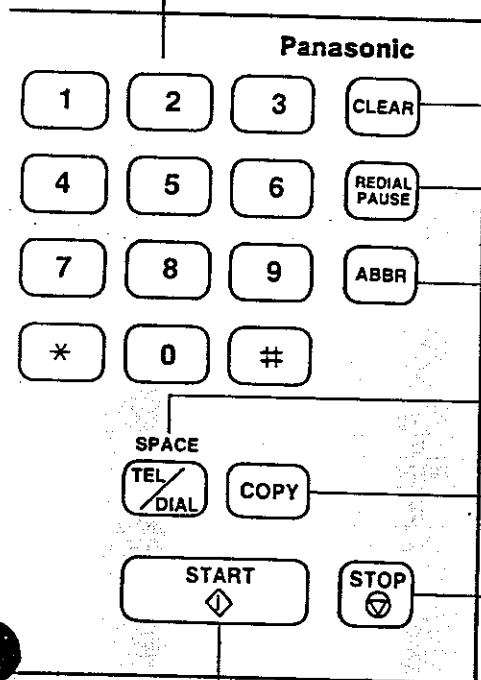 Panasonic
1 2 3 CLEAR
4 5 6 REDIAL
PAUSE
7 8 9 ABBR
* 0 #
SPACE
TEL/DIAL COPY
START STOP